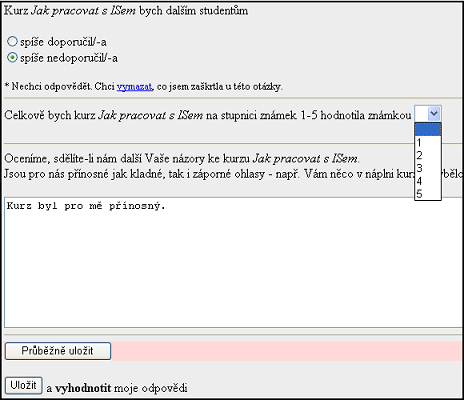 Kurz Jak pracovat s ISem bych dalším studentům
spíše doporučil/-a
spíše nedoporučil/-a
* Nechci odpovědět. Chci vymazat, co jsem zaškrtla u této otázky.
Celkově bych kurz Jak pracovat s ISem na stupnici známek 1-5 hodnotila známkou
1
2
3
4
5
Oceníme, sdělíte-li nám další Vaše názory ke kurzu Jak pracovat s ISem.
Jsou pro nás přínosné jak kladné, tak i záporné ohlasy - např. Vám něco v náplni
Kurz byl pro mě přínosný.
Průběžně uložit
Uložit a vyhodnotit moje odpovědi